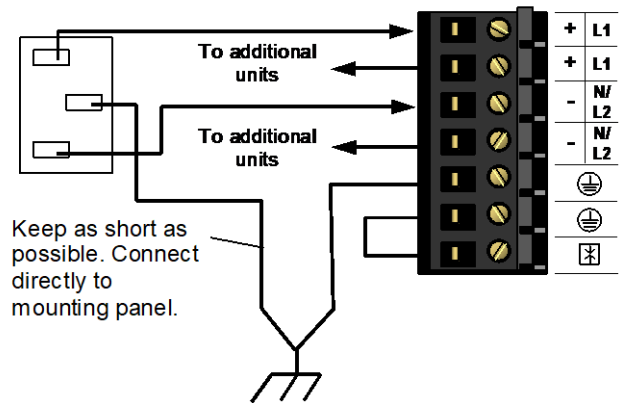 To additional
units
To additional
units
Keep as short as
possible. Connect
directly to
mounting panel.
+ L1
+ L1
- N/
L2
- N/
L2